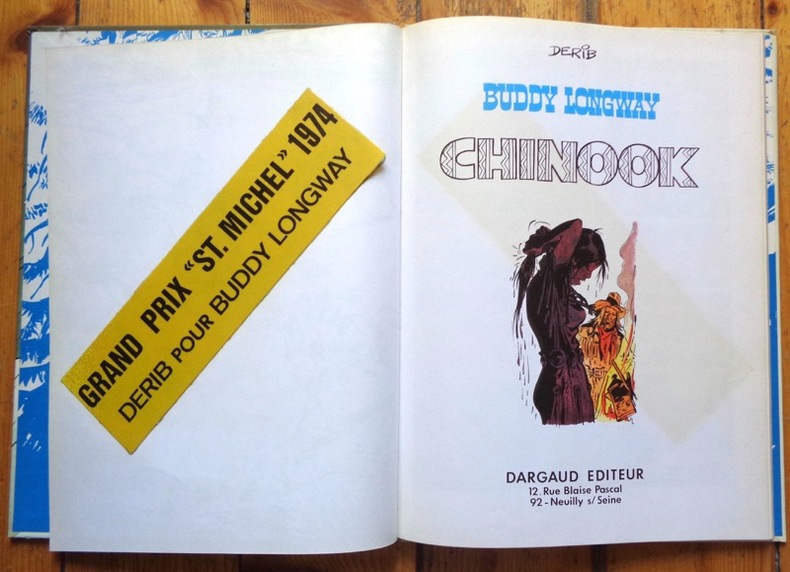 GRAND PRIX "ST. MICHEL" 1974
DERIB POUR BUDDY LONGWAY
DERIB
BUDDY LONGWAY
CHINOOK
DARGAUD EDITEUR
12. Rue Blaise Pascal
92 - Neuilly s/ Seine